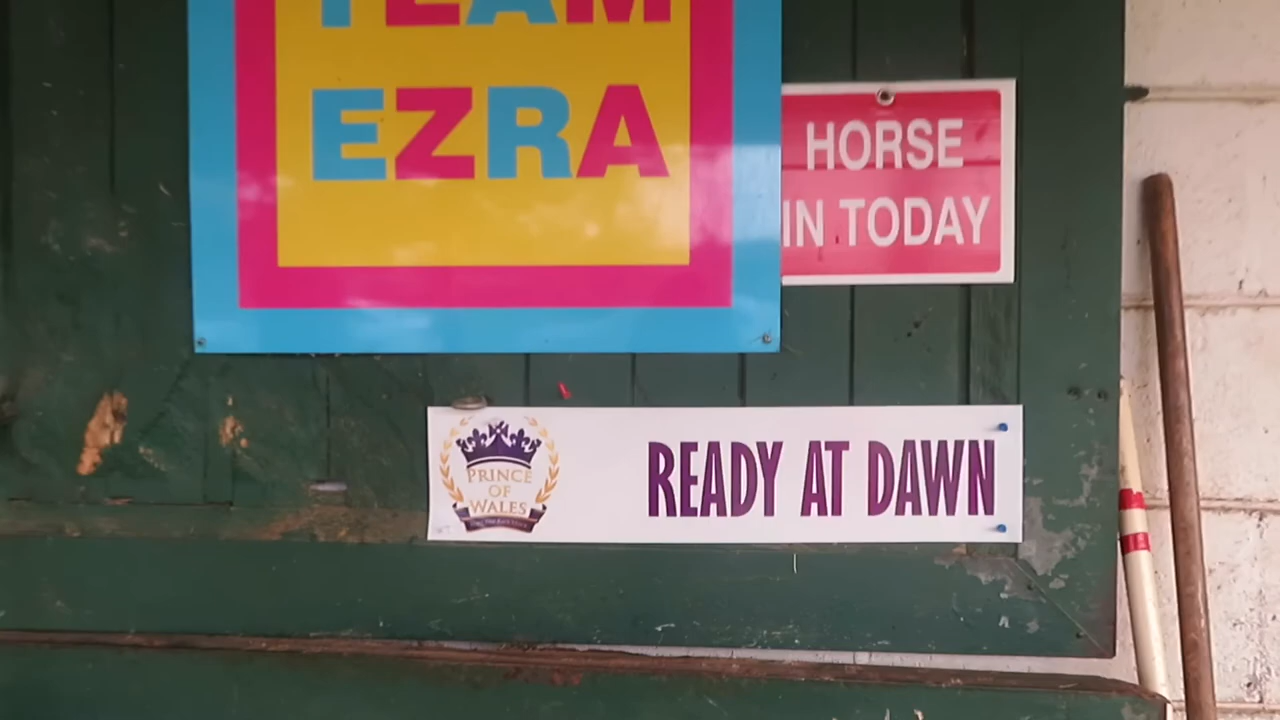 TEAM
EZRA
HORSE
IN TODAY
PRINCE
OF
WALES
READY AT DAWN